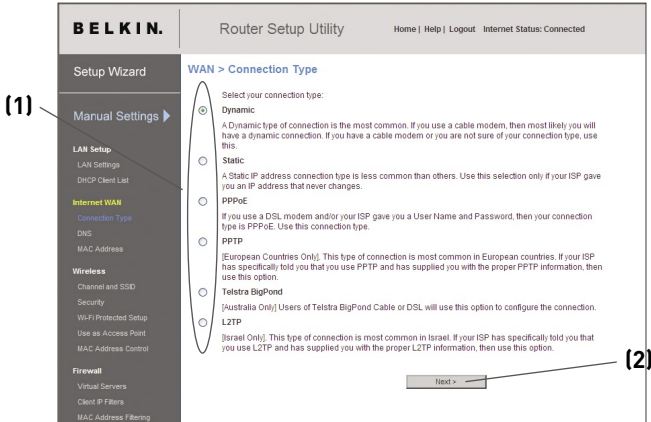 BELKIN.
Router Setup Utility
Home | Help | Logout Internet Status: Connected
Setup Wizard
Manual Settings
LAN Setup
LAN Settings
DHCP Client List
Internet WAN
Connection Type
DNS
MAC Address
Wireless
Channel and SSID
Security
Wi-Fi Protected Setup
Use as Access Point
MAC Address Control
Firewall
Virtual Servers
Client IP Filters
MAC Address Filtering
WAN > Connection Type
Select your connection type:
Dynamic
A Dynamic type of connection is the most common. If you use a cable modem, then most likely you will
have a dynamic connection. If you have a cable modem or you are not sure of your connection type, use
this.
Static
A Static IP address connection type is less common than others. Use this selection only if your ISP gave
you an IP address that never changes.
PPPoE
If you use a DSL modem and/or your ISP gave you a User Name and Password, then your connection
type is PPPoE. Use this connection type.
PPTP
[European Countries Only]. This type of connection is most common in European countries. If your ISP
has specifically told you that you use PPTP and has supplied you with the proper PPTP information, then
use this option.
Telstra BigPond
[Australia Only] Users of Telstra BigPond Cable or DSL will use this option to configure the connection.
L2TP
[Israel Only]. This type of connection is most common in Israel. If your ISP has specifically told you that
you use L2TP and has supplied you with the proper L2TP information, then use this option.
Next >
(1)
(2)